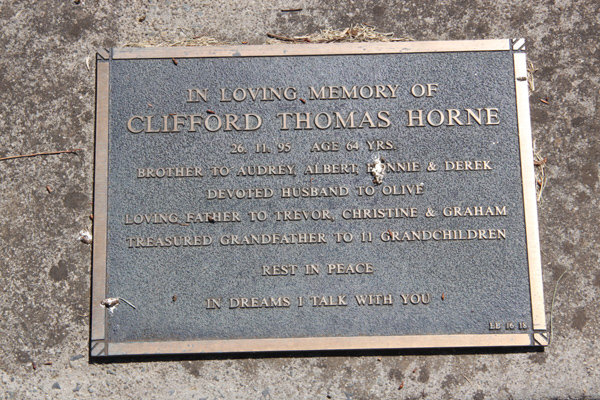 IN LOVING MEMORY OF
CLIFFORD THOMAS HORNE
26. 11. 95 AGE 64 YRS.
BROTHER TO AUDREY, ALBERT, & DEREK
DEVOTED HUSBAND TO OLIVE
LOVING FATHER TO TREVOR, CHRISTINE & GRAHAM
TREASURED GRANDFATHER TO 11 GRANDCHILDREN
REST IN PEACE
IN DREAMS I TALK WITH YOU
EB 16 18